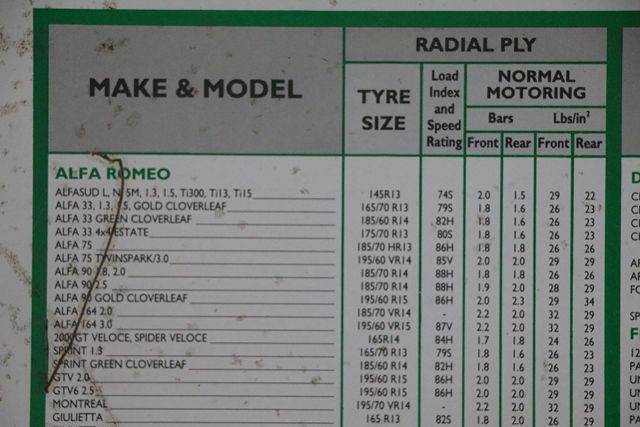 RADIAL PLY
MAKE & MODEL
TYRE SIZE
Load Index and Speed Rating
NORMAL MOTORING
Bars Lbs/in²
Front Rear Front Rear
ALFA ROMEO
ALFASUD L, N, 5M, 1.3, 1.5, Ti300, Ti13, Ti15 145R13 74S 2.0 1.5 29 22
ALFA 33, 1.3, 1.5, GOLD CLOVERLEAF 165/70 R13 79S 1.8 1.6 26 23
ALFA 33 GREEN CLOVERLEAF 185/60 R14 82H 1.8 1.6 26 23
ALFA 33 4x4 ESTATE 175/70 R13 80S 1.8 1.6 26 23
ALFA 75 185/70 HR13 86H 1.8 1.8 26 26
ALFA 75 TWINSPARK/3.0 195/60 VR14 85V 2.0 2.0 29 29
ALFA 90 1.8, 2.0 185/70 R14 88H 1.8 1.8 26 26
ALFA 90 2.5 185/70 R14 88H 1.9 2.0 28 29
ALFA 90 GOLD CLOVERLEAF 195/60 R15 86H 2.0 2.3 29 34
ALFA 164 2.0 185/70 VR14 - 2.2 2.0 32 29
ALFA 164 3.0 195/60 VR15 87V 2.2 2.0 32 29
2000 GT VELOCE, SPIDER VELOCE 165R14 84H 1.7 1.8 24 26
SPRINT 1.3 165/70 R13 79S 1.8 1.6 26 23
SPRINT GREEN CLOVERLEAF 185/60 R14 82H 1.8 1.6 26 23
GTV 2.0 195/60 R15 86H 2.0 2.0 29 29
GTV6 2.5 195/60 R15 86H 2.0 2.0 29 29
MONTREAL 195/70 VR14 - 2.2 2.0 32 29
GIULIETTA 165 R13 82S 1.8 2.0 26 29